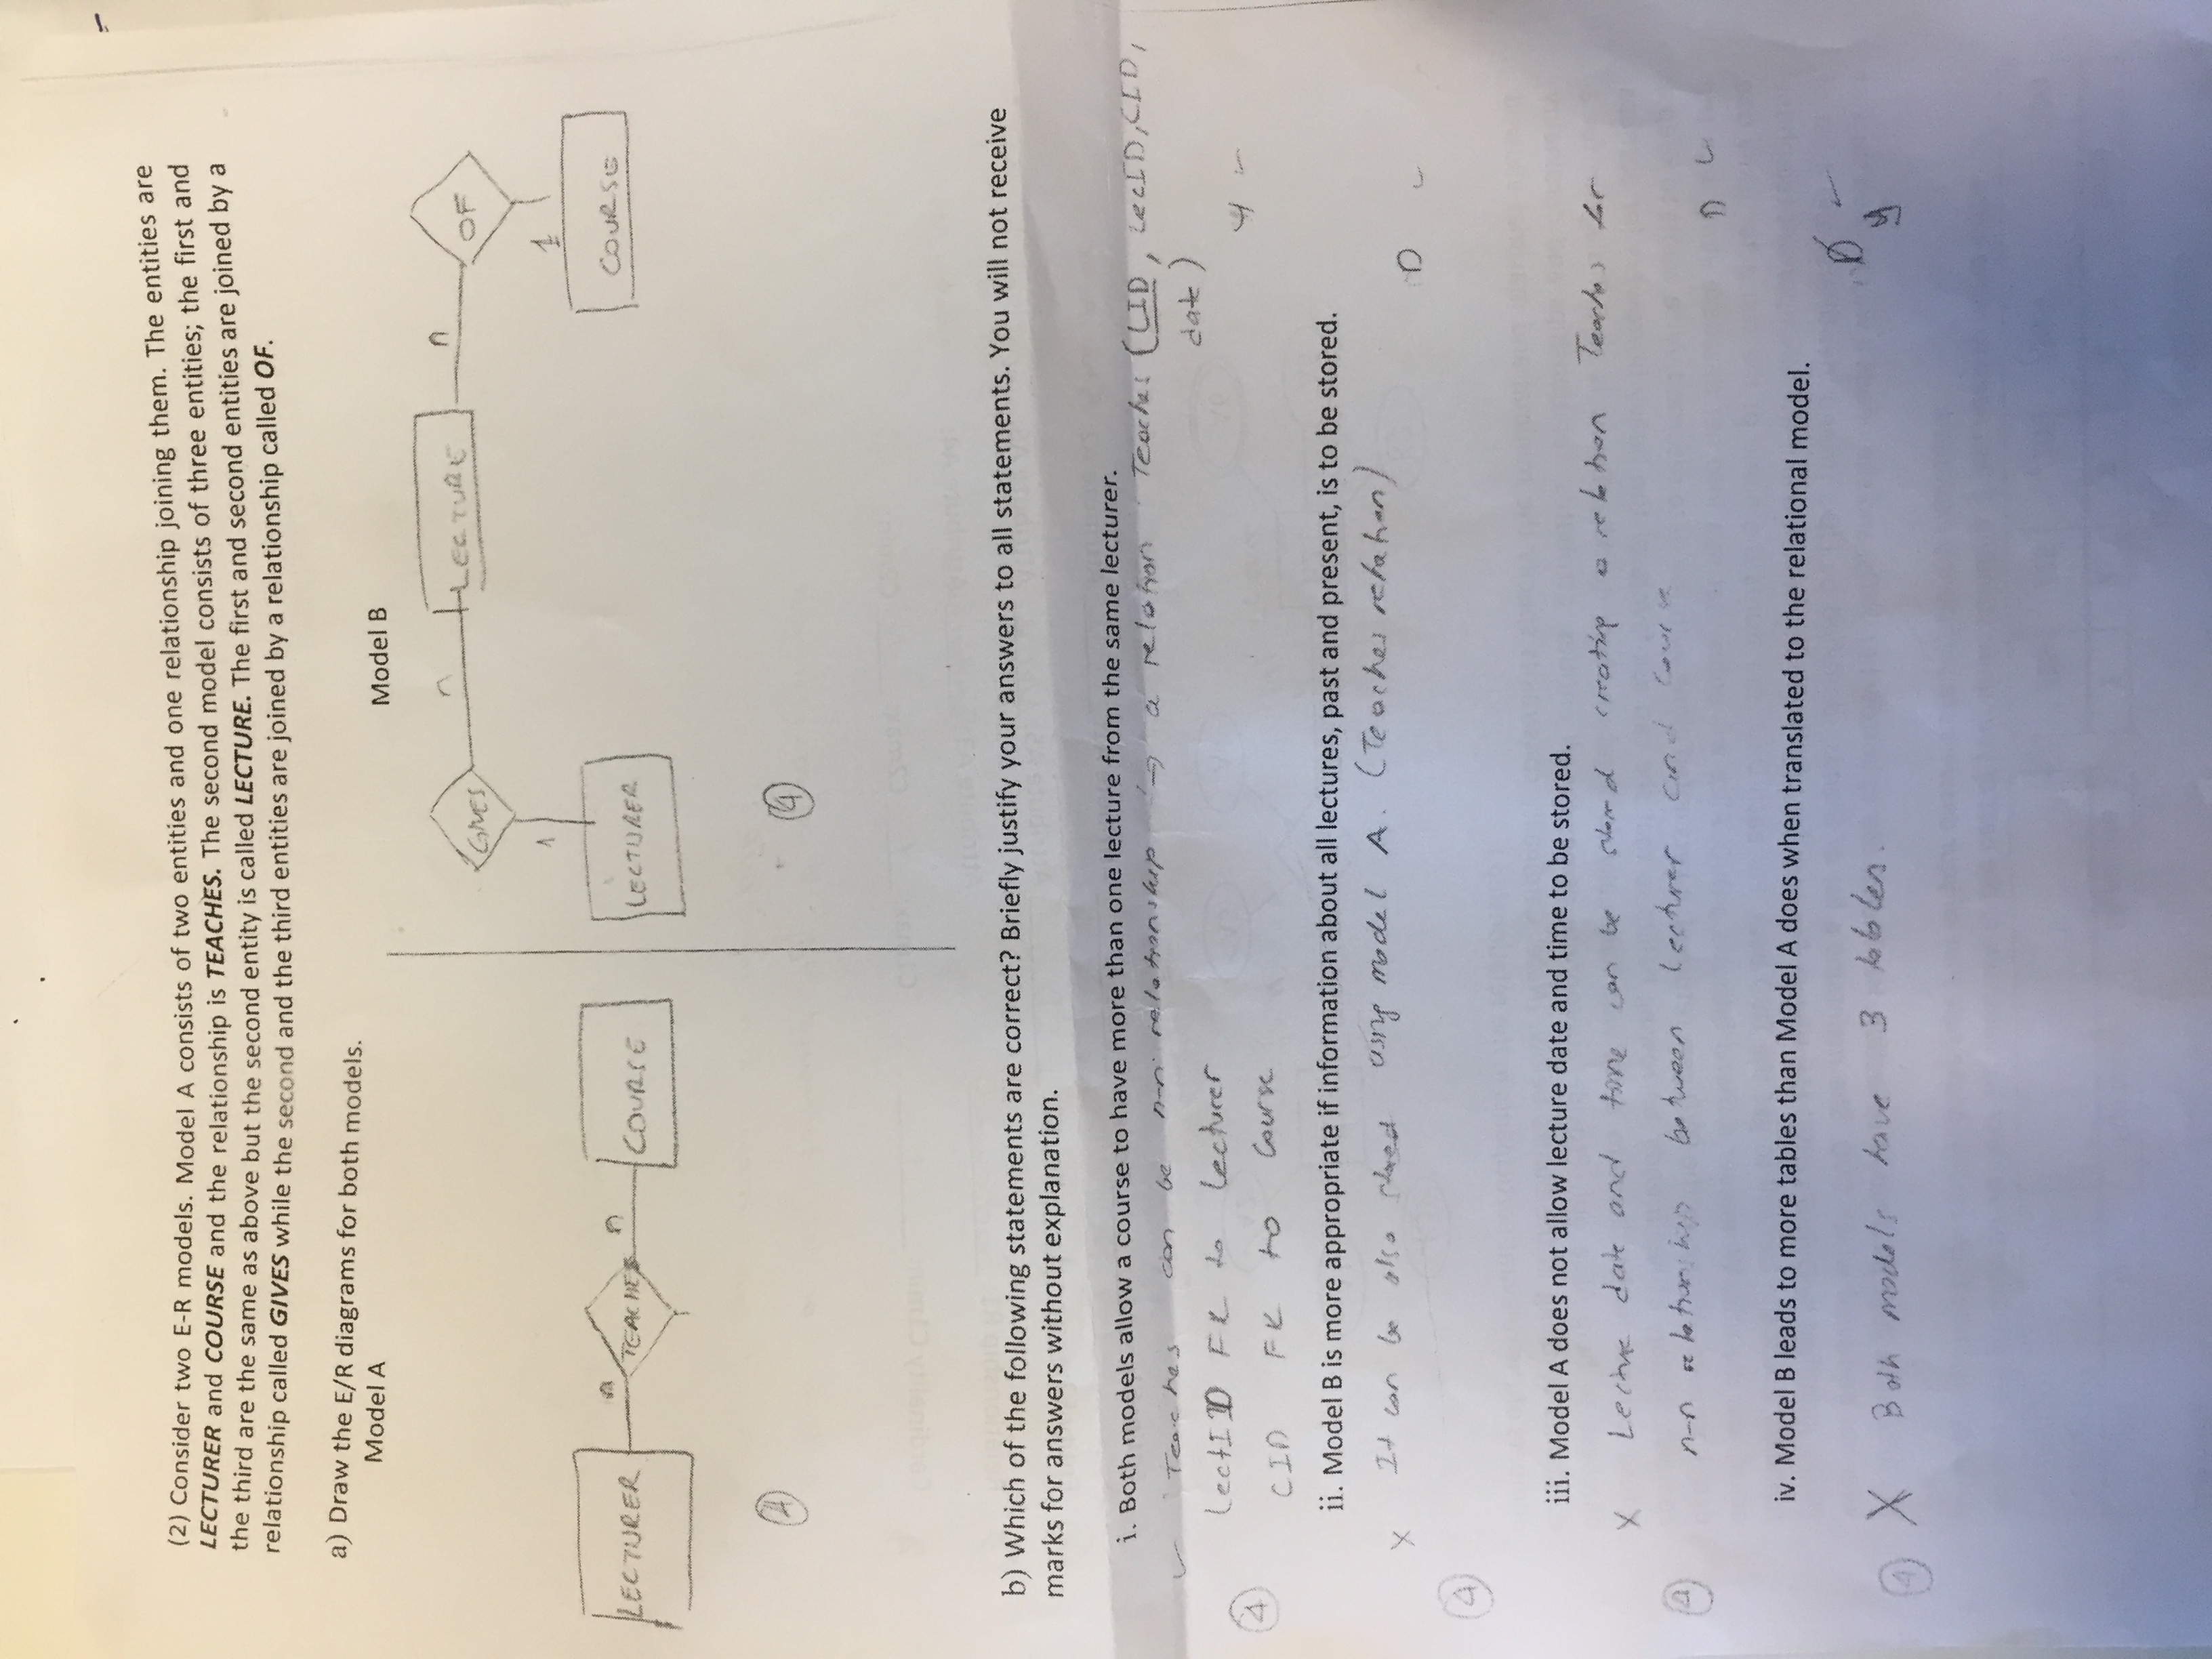 (2) Consider two E-R models. Model A consists of two entities and one relationship joining them. The entities are
LECTURER and COURSE and the relationship is TEACHES. The second model consists of three entities; the first and
the third are the same as above but the second entity is called LECTURE. The first and second entities are joined by a
relationship called GIVES while the second and the third entities are joined by a relationship called OF.
a) Draw the E/R diagrams for both models.
Model A
Model B
LECTURER n TEACHES n COURSE
GIVES n LECTURE n OF
1 1
LECTURER COURSE
4 4
b) Which of the following statements are correct? Briefly justify your answers to all statements. You will not receive
marks for answers without explanation.
i. Both models allow a course to have more than one lecture from the same lecturer.
Teaches can be n-n relationship → a relation Teaches (LID, LecID, CID,
date)
LectID FK to Lecturer
4
CID FK to Course
ii. Model B is more appropriate if information about all lectures, past and present, is to be stored.
X It can be also stored using model A. (Teaches relation)
4
iii. Model A does not allow lecture date and time to be stored.
X Lecture date and time can be stored creating a relation Teaches for
4 n-n relationship between Lecturer and Course
iv. Model B leads to more tables than Model A does when translated to the relational model.
4 X Both models have 3 tables.